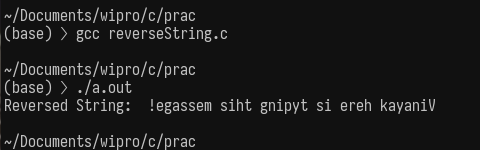 ~/Documents/wipro/c/prac
(base) > gcc reverseString.c
~/Documents/wipro/c/prac
(base) > ./a.out
Reversed String:  !egassem siht gnipyt si ereh kayaniV
~/Documents/wipro/c/prac